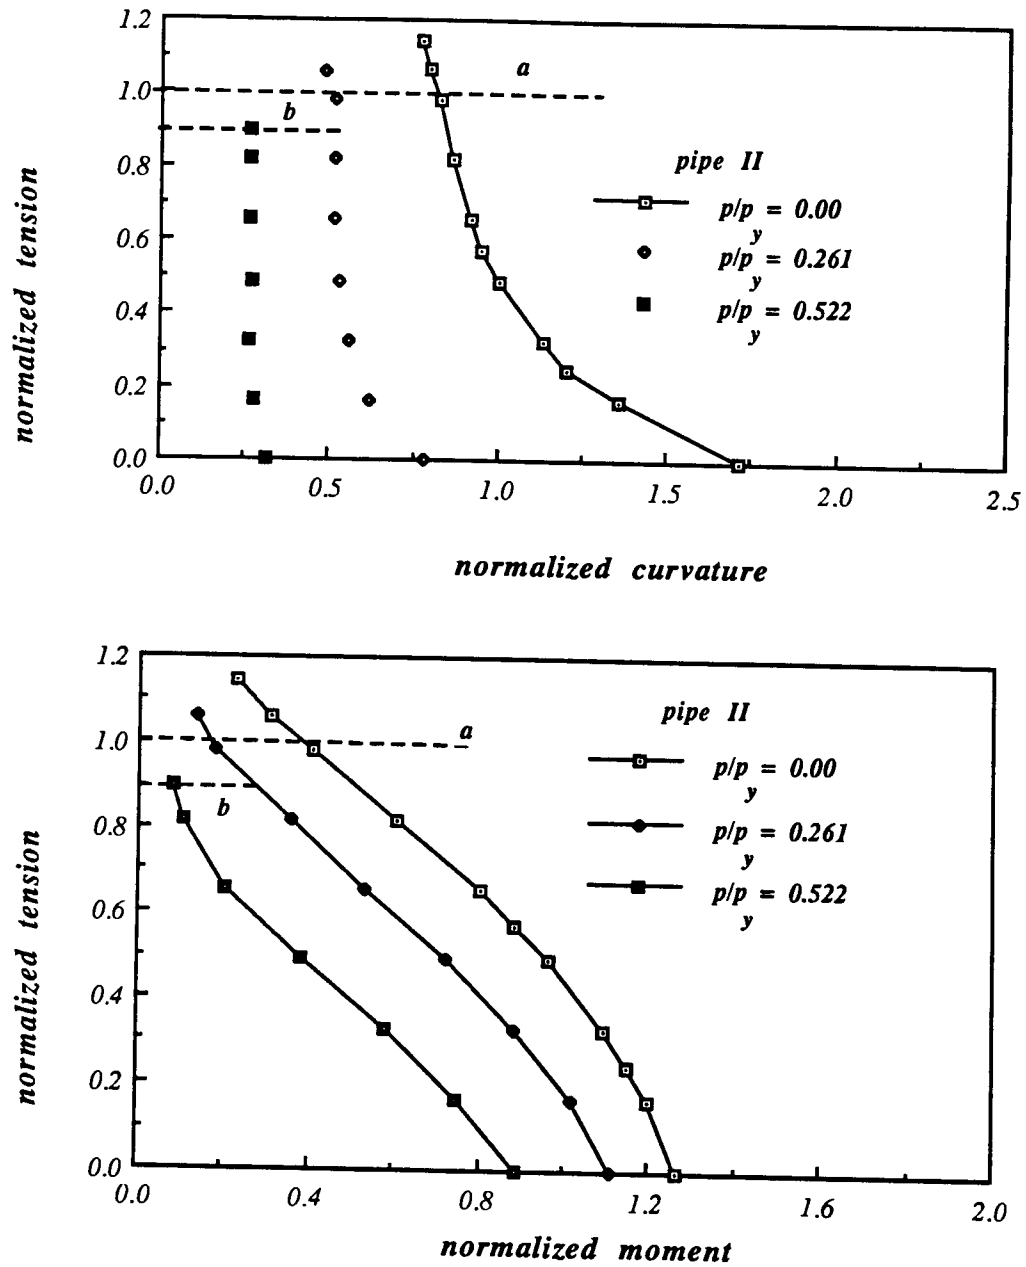 1.2
1.0
0.8
0.6
0.4
0.2
0.0
normalized tension
a
b
pipe II
p/p = 0.00
y
p/p = 0.261
y
p/p = 0.522
y
0.0 0.5 1.0 1.5 2.0 2.5
normalized curvature
1.2
1.0
0.8
0.6
0.4
0.2
0.0
normalized tension
a
b
pipe II
p/p = 0.00
y
p/p = 0.261
y
p/p = 0.522
y
0.0 0.4 0.8 1.2 1.6 2.0
normalized moment